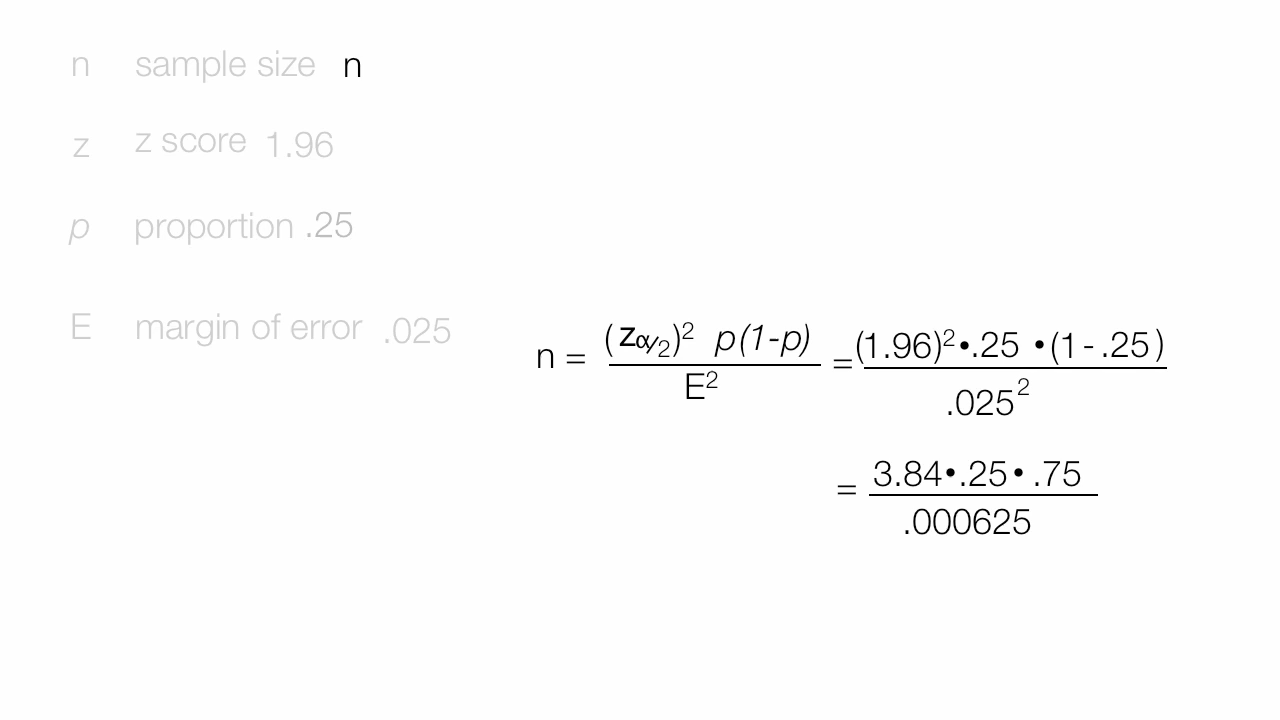 n sample size n
z z score 1.96
p proportion .25
E margin of error .025
n = (zα/2)² p(1-p) / E² = (1.96)²•.25 •(1 - .25) / .025²
= 3.84•.25• .75 / .000625